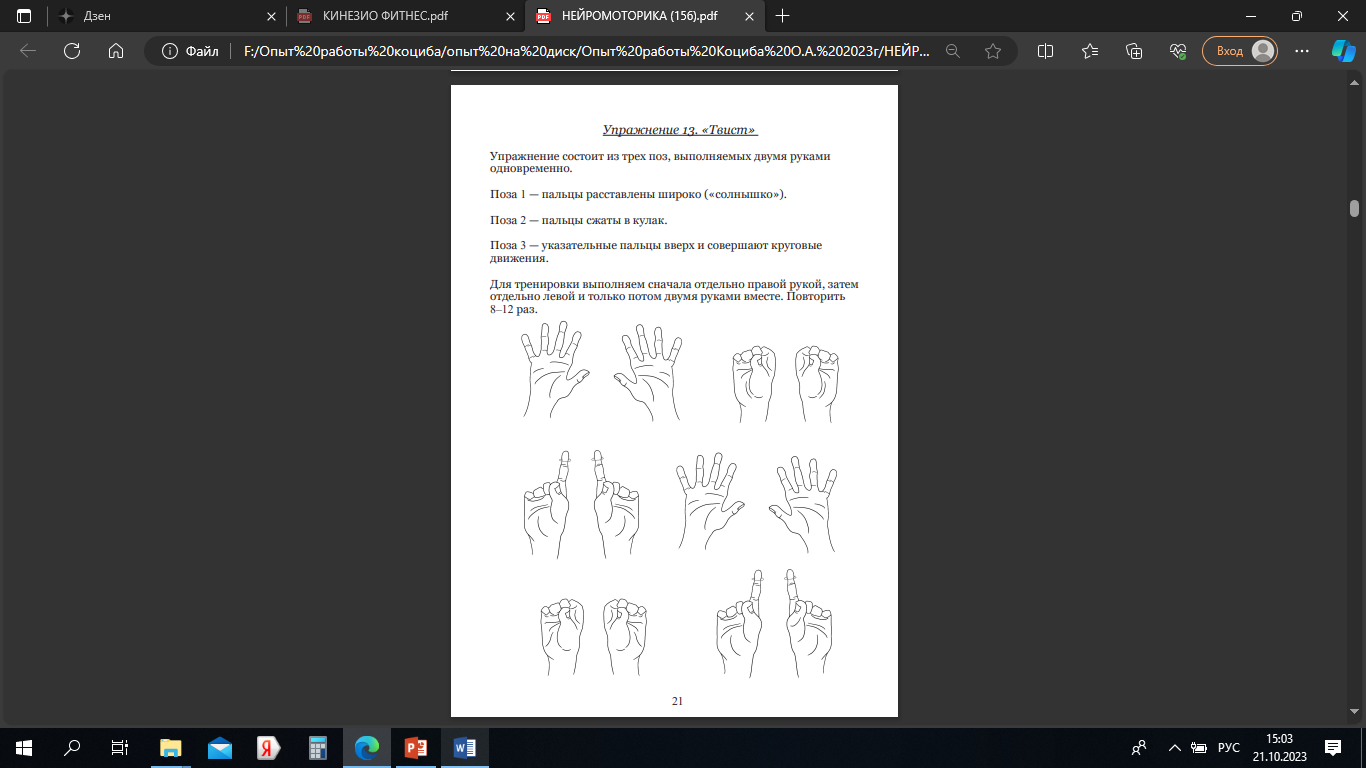 Дзен
КИНЕЗИО ФИТНЕС.pdf
НЕЙРОМОТОРИКА (156).pdf
Файл
F:/Опыт%20работы%20коциба/опыт%20на%20диск/Опыт%20работы%20Коциба%20О.А.%202023г/НЕЙР...
Вход
Упражнение 13. «Твист»
Упражнение состоит из трех поз, выполняемых двумя руками
одновременно.
Поза 1 — пальцы расставлены широко («солнышко»).
Поза 2 — пальцы сжаты в кулак.
Поза 3 — указательные пальцы вверх и совершают круговые
движения.
Для тренировки выполняем сначала отдельно правой рукой, затем
отдельно левой и только потом двумя руками вместе. Повторить
8–12 раз.
21
РУС
15:03
21.10.2023